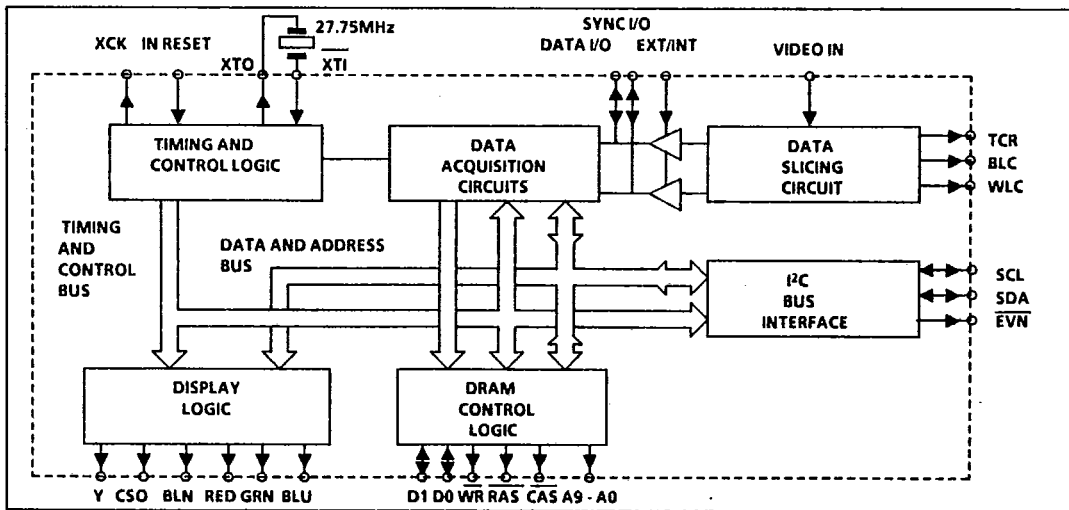 27.75MHz
SYNC I/O
XCK IN RESET
DATA I/O EXT/INT
VIDEO IN
XTO
XTI
TIMING AND
CONTROL LOGIC
DATA
ACQUISITION
CIRCUITS
DATA
SLICING
CIRCUIT
TCR
BLC
WLC
TIMING
AND
CONTROL
BUS
DATA AND ADDRESS
BUS
I²C
BUS
INTERFACE
SCL
SDA
EVN
DISPLAY
LOGIC
DRAM
CONTROL
LOGIC
Y CSO BLN RED GRN BLU
D1 D0 WR RAS CAS A9 - A0